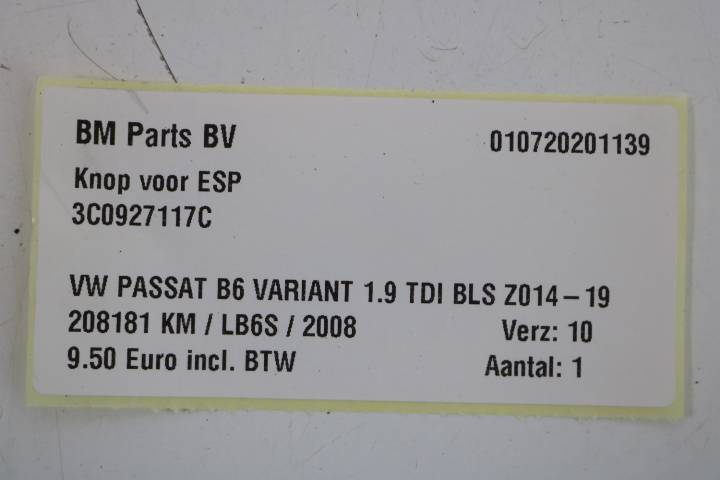 BM Parts BV 010720201139
Knop voor ESP
3C0927117C
VW PASSAT B6 VARIANT 1.9 TDI BLS Z014-19
208181 KM / LB6S / 2008 Verz: 10
9.50 Euro incl. BTW Aantal: 1